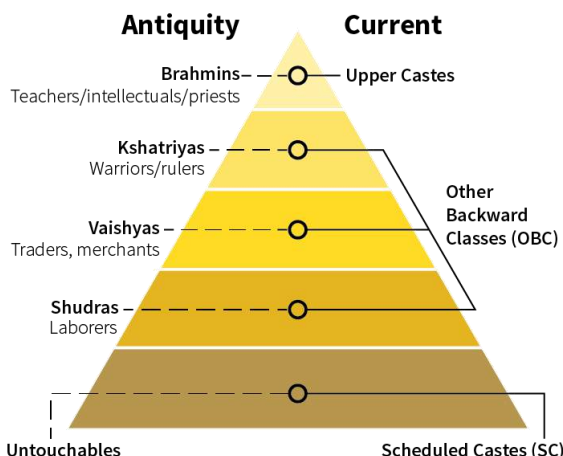 Antiquity Current
Brahmins
Teachers/intellectuals/priests
Upper Castes
Kshatriyas
Warriors/rulers
Other
Backward
Classes (OBC)
Vaishyas
Traders, merchants
Shudras
Laborers
Untouchables
Scheduled Castes (SC)